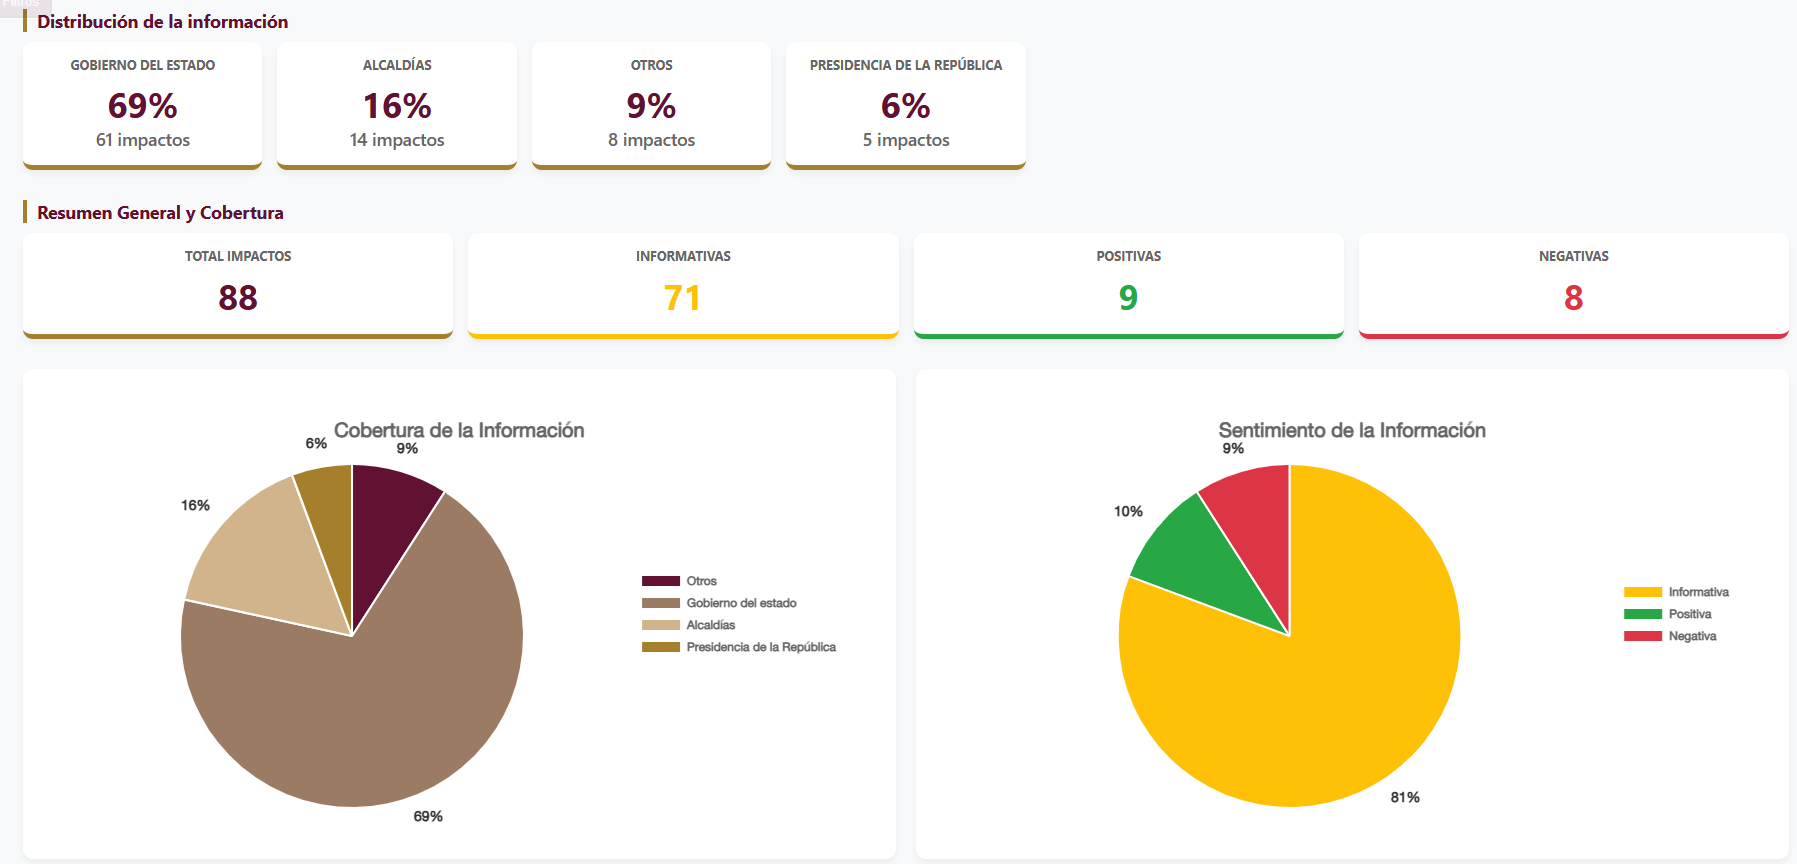 Filtros
Distribución de la información
GOBIERNO DEL ESTADO
69%
61 impactos
ALCALDÍAS
16%
14 impactos
OTROS
9%
8 impactos
PRESIDENCIA DE LA REPÚBLICA
6%
5 impactos
Resumen General y Cobertura
TOTAL IMPACTOS
88
INFORMATIVAS
71
POSITIVAS
9
NEGATIVAS
8
Cobertura de la Información
6%
9%
16%
69%
Otros
Gobierno del estado
Alcaldías
Presidencia de la República
Sentimiento de la Información
9%
10%
81%
Informativa
Positiva
Negativa